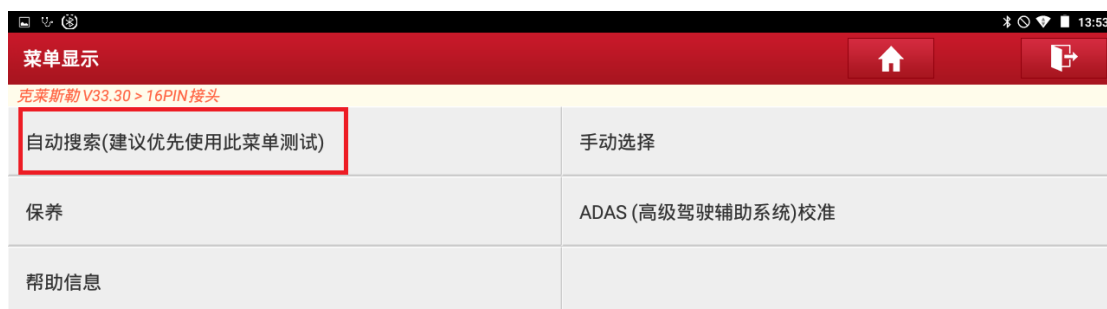 13:53
菜单显示
克莱斯勒 V33.30 > 16PIN接头
自动搜索(建议优先使用此菜单测试)
手动选择
保养
ADAS (高级驾驶辅助系统)校准
帮助信息